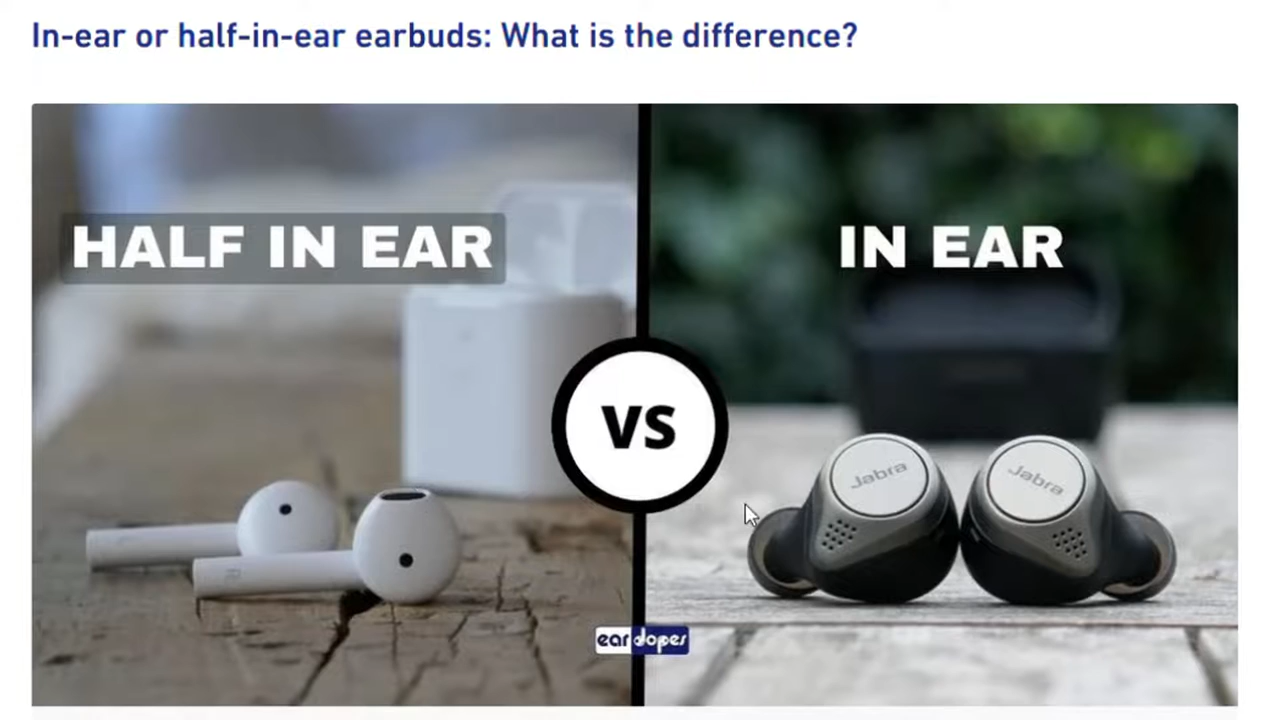 In-ear or half-in-ear earbuds: What is the difference?
HALF IN EAR
IN EAR
VS
Jabra
Jabra
eardopes